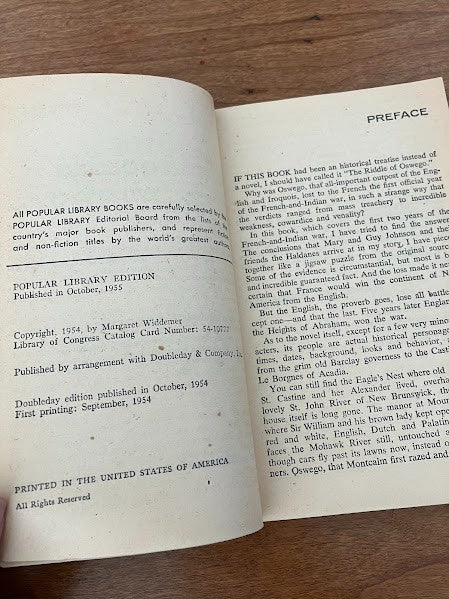 All POPULAR LIBRARY BOOKS are carefully selected by the
POPULAR LIBRARY Editorial Board from the lists of the
country's major book publishers, and represent fiction
and non-fiction titles by the world's greatest authors.
POPULAR LIBRARY EDITION
Published in October, 1955
Copyright, 1954, by Margaret Widdemer
Library of Congress Catalog Card Number: 54-10777
Published by arrangement with Doubleday & Company, In
Doubleday edition published in October, 1954
First printing: September, 1954
PRINTED IN THE UNITED STATES OF AMERICA
All Rights Reserved
PREFACE
IF THIS BOOK had been an historical treatise instead of
a novel, I should have called it "The Riddle of Oswego."
Why was Oswego, that all-important outpost of the Eng-
lish and Iroquois, lost to the French the first official year
of the French-and-Indian war, in such a strange way that
the verdicts ranged from mass treachery to incredible
weakness, cowardice and venality?
In this book, which covers the first two years of the
French-and-Indian war, I have tried to find the answer
The conclusions that Mary and Guy Johnson and the
friends the Haldanes arrive at in my story, I have piec
together like a jigsaw puzzle from the original sourc
Some of the evidence is circumstantial, but most is b
and incredible guaranteed fact. And the loss made it ne
certain that France would win the continent of N
America from the English.
But the English, the proverb goes, lose all battle
cept one—and that the last. Five years later Englan
the Heights of Abraham, won the war.
As to the novel itself, except for a few very minor
acters, its people are actual historical personage
times, dates, background, looks and behavior,
from the grim old Barclay governess to the Castin
Le Borgnes of Acadia.
You can still find the Eagle's Nest where old
St. Castine and her Alexander lived, overha
lovely St. John River of New Brunswick, th
house itself is long gone. The manor at Moun
where Sir William and his brown lady kept open
red and white, English, Dutch and Palatin
faces the Mohawk River still, untouched a
though cars fly past its lawns now, instead o
ners. Oswego, that Montcalm first razed and